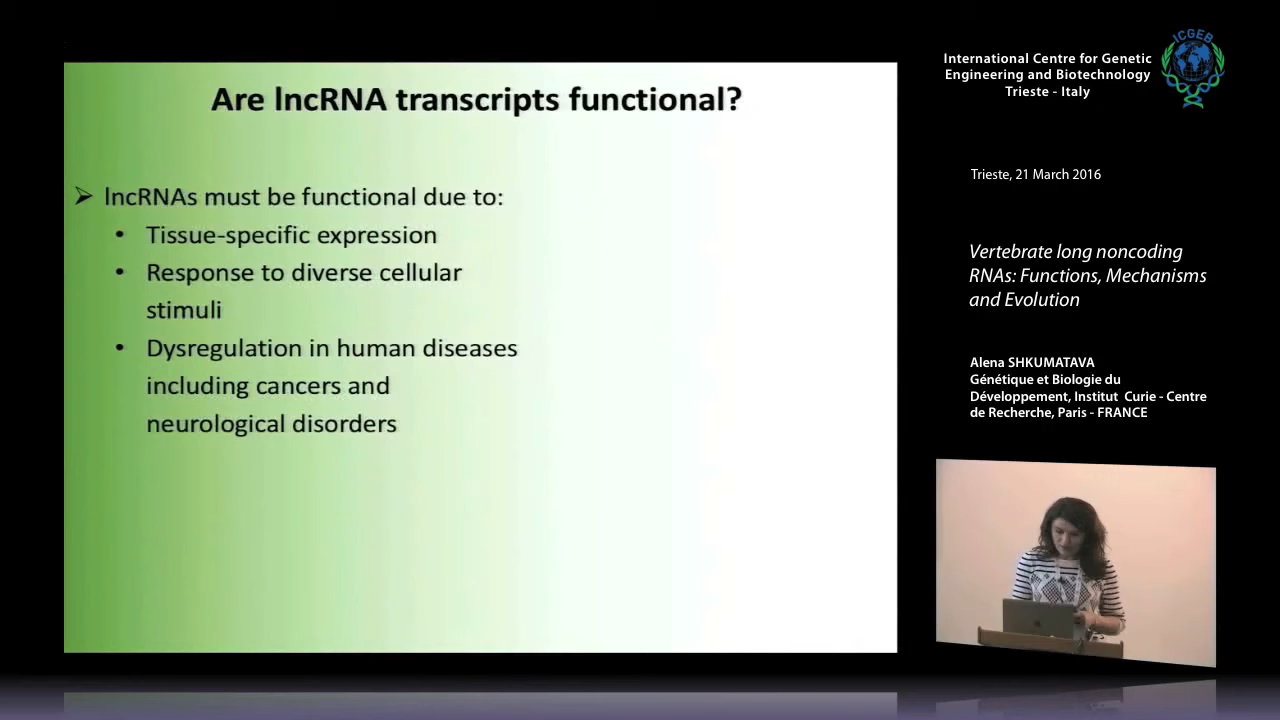 Are lncRNA transcripts functional?
➢ lncRNAs must be functional due to:
• Tissue-specific expression
• Response to diverse cellular
stimuli
• Dysregulation in human diseases
including cancers and
neurological disorders
International Centre for Genetic
Engineering and Biotechnology
Trieste - Italy
ICGEB
Trieste, 21 March 2016
Vertebrate long noncoding
RNAs: Functions, Mechanisms
and Evolution
Alena SHKUMATAVA
Génétique et Biologie du
Développement, Institut Curie - Centre
de Recherche, Paris - FRANCE